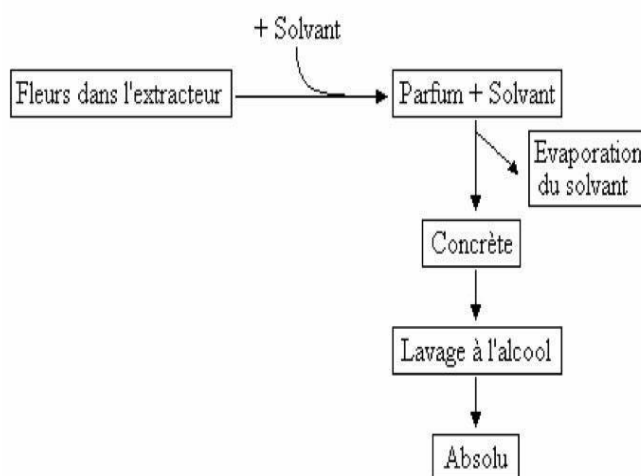 + Solvant
Fleurs dans l'extracteur
Parfum + Solvant
Evaporation
du solvant
Concrète
Lavage à l'alcool
Absolu